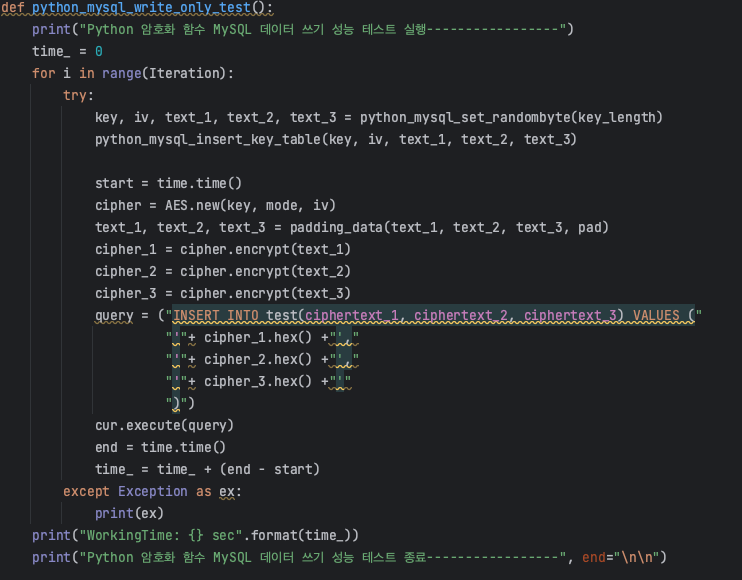 def python_mysql_write_only_test():
    print("Python 암호화 함수 MySQL 데이터 쓰기 성능 테스트 실행-----------------")
    time_ = 0
    for i in range(Iteration):
        try:
            key, iv, text_1, text_2, text_3 = python_mysql_set_randombyte(key_length)
            python_mysql_insert_key_table(key, iv, text_1, text_2, text_3)

            start = time.time()
            cipher = AES.new(key, mode, iv)
            text_1, text_2, text_3 = padding_data(text_1, text_2, text_3, pad)
            cipher_1 = cipher.encrypt(text_1)
            cipher_2 = cipher.encrypt(text_2)
            cipher_3 = cipher.encrypt(text_3)
            query = ("INSERT INTO test(ciphertext_1, ciphertext_2, ciphertext_3) VALUES ("
                     "'"+ cipher_1.hex() +"',"
                     "'"+ cipher_2.hex() +"',"
                     "'"+ cipher_3.hex() +"'"
                     ")")
            cur.execute(query)
            end = time.time()
            time_ = time_ + (end - start)
        except Exception as ex:
            print(ex)
    print("WorkingTime: {} sec".format(time_))
    print("Python 암호화 함수 MySQL 데이터 쓰기 성능 테스트 종료-----------------", end="\n\n")